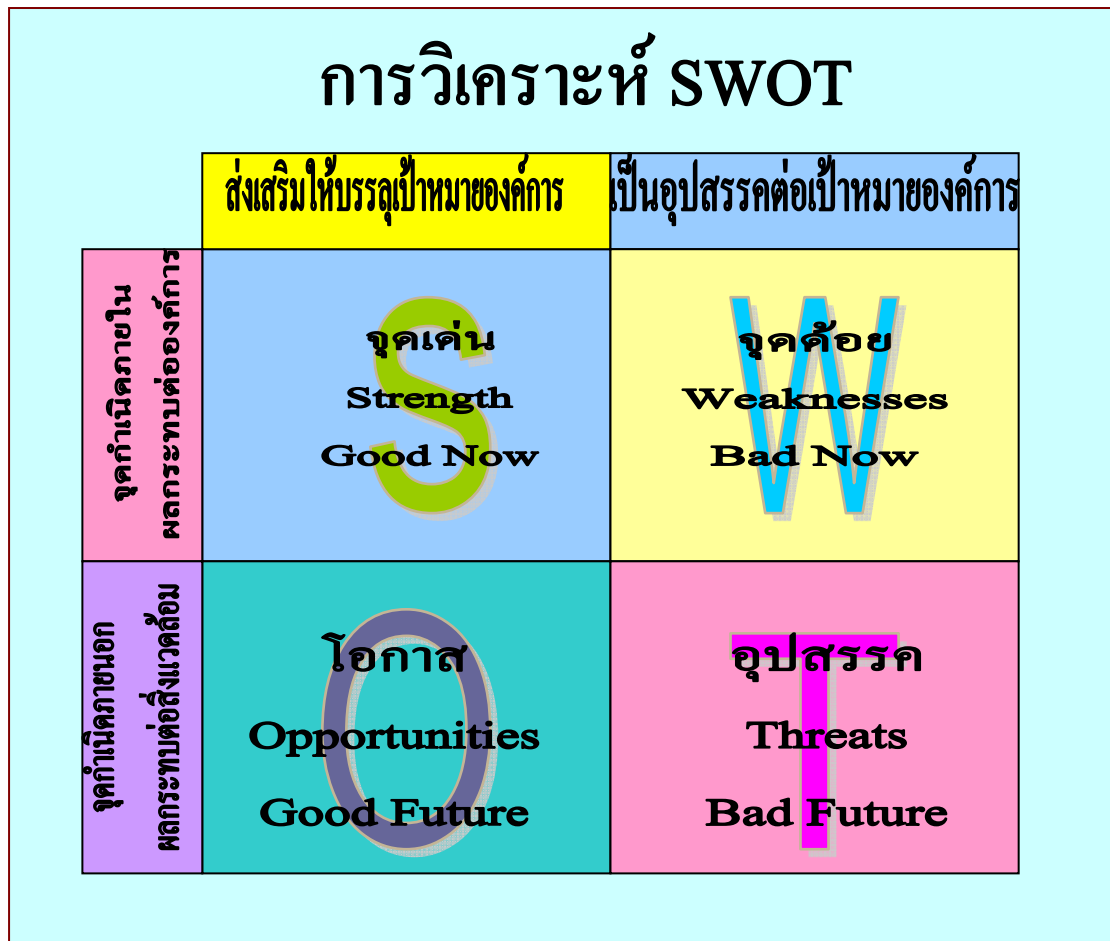 การวิเคราะห์ SWOT
ส่งเสริมให้บรรลุเป้าหมายองค์การ
เป็นอุปสรรคต่อเป้าหมายองค์การ
จุดกำเนิดภายใน
ผลกระทบต่อองค์การ
S
จุดเด่น
Strength
Good Now
W
จุดด้อย
Weaknesses
Bad Now
จุดกำเนิดภายนอก
ผลกระทบต่อสิ่งแวดล้อม
O
โอกาส
Opportunities
Good Future
T
อุปสรรค
Threats
Bad Future